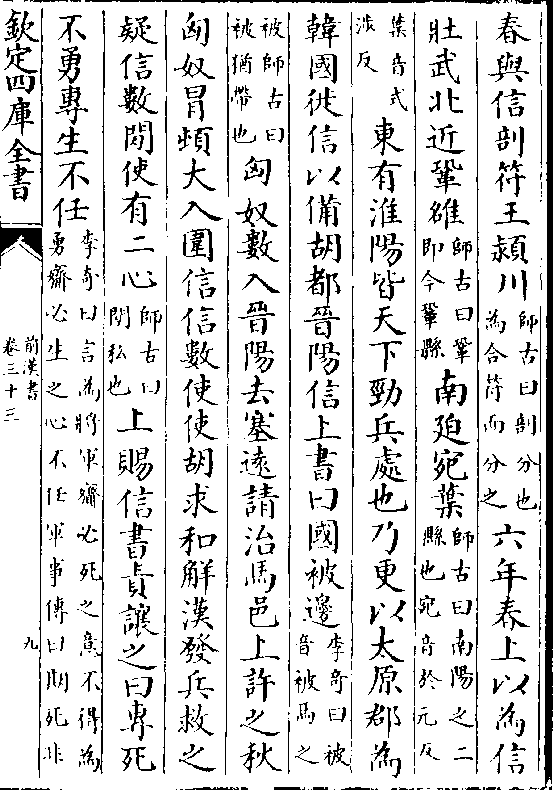 春與信剖符王潁川師古曰剖分也為合符而分之六年春上以為信
壯武北近鞏雒師古曰鞏即今鞏縣南廹宛葉師古曰南陽之二縣也宛音於元反
葉音式涉反東有淮陽皆天下勁兵處也乃更以太原郡為
韓國徙信以備胡都晉陽信上書曰國被邊李奇曰被音被馬之
被師古曰被猶帶也匈奴數入晉陽去塞遠請治馬邑上許之秋
匈奴冒頓大入圍信信數使使胡求和解漢發兵救之
疑信數間使有二心師古曰間私也上賜信書責讓之曰專死
不勇專生不任李奇曰言為將軍齎必死之意不得為勇齎必生之心不任軍事傳曰期死非
欽定四庫全書
前漢書
卷三十三
九